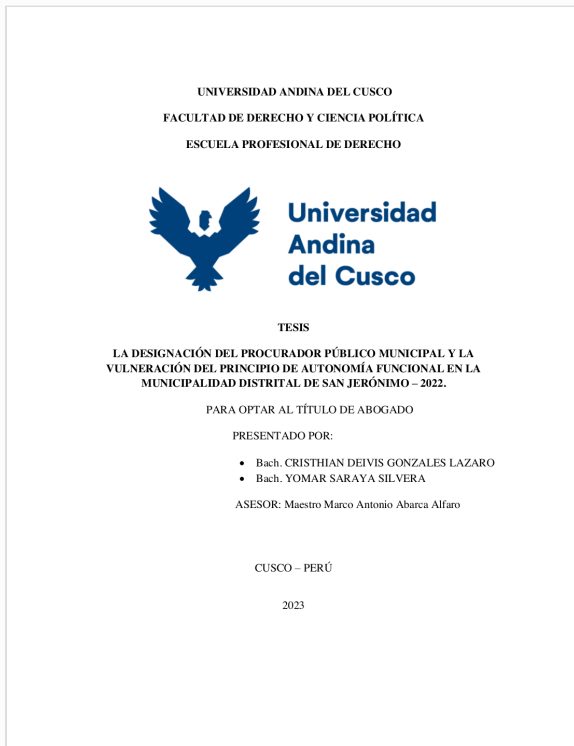 UNIVERSIDAD ANDINA DEL CUSCO
FACULTAD DE DERECHO Y CIENCIA POLÍTICA
ESCUELA PROFESIONAL DE DERECHO
Universidad
Andina
del Cusco
TESIS
LA DESIGNACIÓN DEL PROCURADOR PÚBLICO MUNICIPAL Y LA
VULNERACIÓN DEL PRINCIPIO DE AUTONOMÍA FUNCIONAL EN LA
MUNICIPALIDAD DISTRITAL DE SAN JERÓNIMO – 2022.
PARA OPTAR AL TÍTULO DE ABOGADO
PRESENTADO POR:
• Bach. CRISTHIAN DEIVIS GONZALES LAZARO
• Bach. YOMAR SARAYA SILVERA
ASESOR: Maestro Marco Antonio Abarca Alfaro
CUSCO – PERÚ
2023